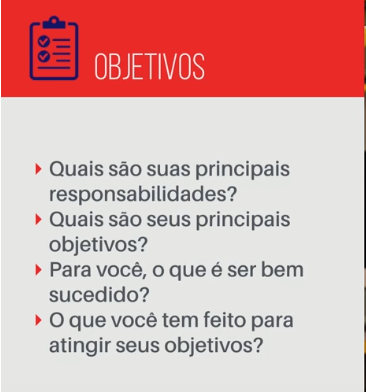 OBJETIVOS
Quais são suas principais
responsabilidades?
Quais são seus principais
objetivos?
Para você, o que é ser bem
sucedido?
O que você tem feito para
atingir seus objetivos?